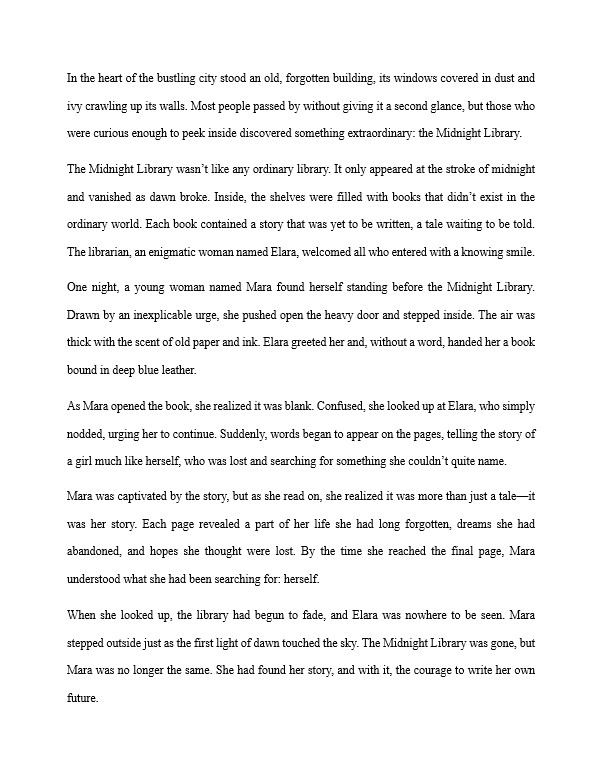 In the heart of the bustling city stood an old, forgotten building, its windows covered in dust and
ivy crawling up its walls. Most people passed by without giving it a second glance, but those who
were curious enough to peek inside discovered something extraordinary: the Midnight Library.
The Midnight Library wasn’t like any ordinary library. It only appeared at the stroke of midnight
and vanished as dawn broke. Inside, the shelves were filled with books that didn’t exist in the
ordinary world. Each book contained a story that was yet to be written, a tale waiting to be told.
The librarian, an enigmatic woman named Elara, welcomed all who entered with a knowing smile.
One night, a young woman named Mara found herself standing before the Midnight Library.
Drawn by an inexplicable urge, she pushed open the heavy door and stepped inside. The air was
thick with the scent of old paper and ink. Elara greeted her and, without a word, handed her a book
bound in deep blue leather.
As Mara opened the book, she realized it was blank. Confused, she looked up at Elara, who simply
nodded, urging her to continue. Suddenly, words began to appear on the pages, telling the story of
a girl much like herself, who was lost and searching for something she couldn’t quite name.
Mara was captivated by the story, but as she read on, she realized it was more than just a tale—it
was her story. Each page revealed a part of her life she had long forgotten, dreams she had
abandoned, and hopes she thought were lost. By the time she reached the final page, Mara
understood what she had been searching for: herself.
When she looked up, the library had begun to fade, and Elara was nowhere to be seen. Mara
stepped outside just as the first light of dawn touched the sky. The Midnight Library was gone, but
Mara was no longer the same. She had found her story, and with it, the courage to write her own
future.